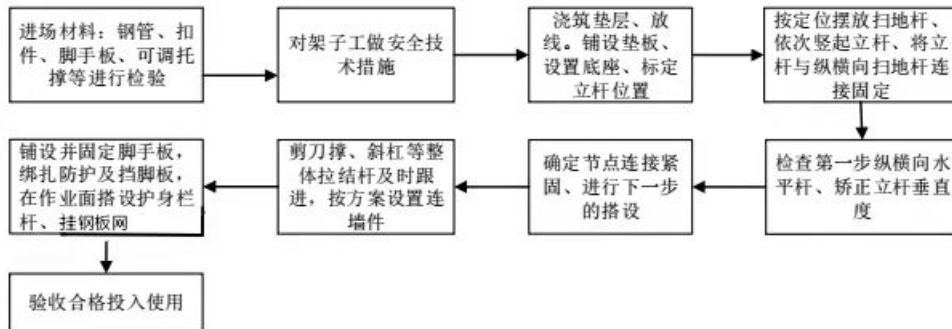 进场材料：钢管、扣
件、脚手板、可调托
撑等进行检验
对架子工做安全技
术措施
浇筑垫层、放
线。铺设垫板、
设置底座、标定
立杆位置
按定位摆放扫地杆、
依次竖起立杆、将立
杆与纵横向扫地杆连
接固定
检查第一步纵横向水
平杆、矫正立杆垂直
度
确定节点连接紧
固、进行下一步
的搭设
剪刀撑、斜杠等整
体拉结杆及时跟
进，按方案设置连
墙件
铺设并固定脚手板，
绑扎防护及挡脚板，
在作业面搭设护身栏
杆、挂钢板网
验收合格投入使用